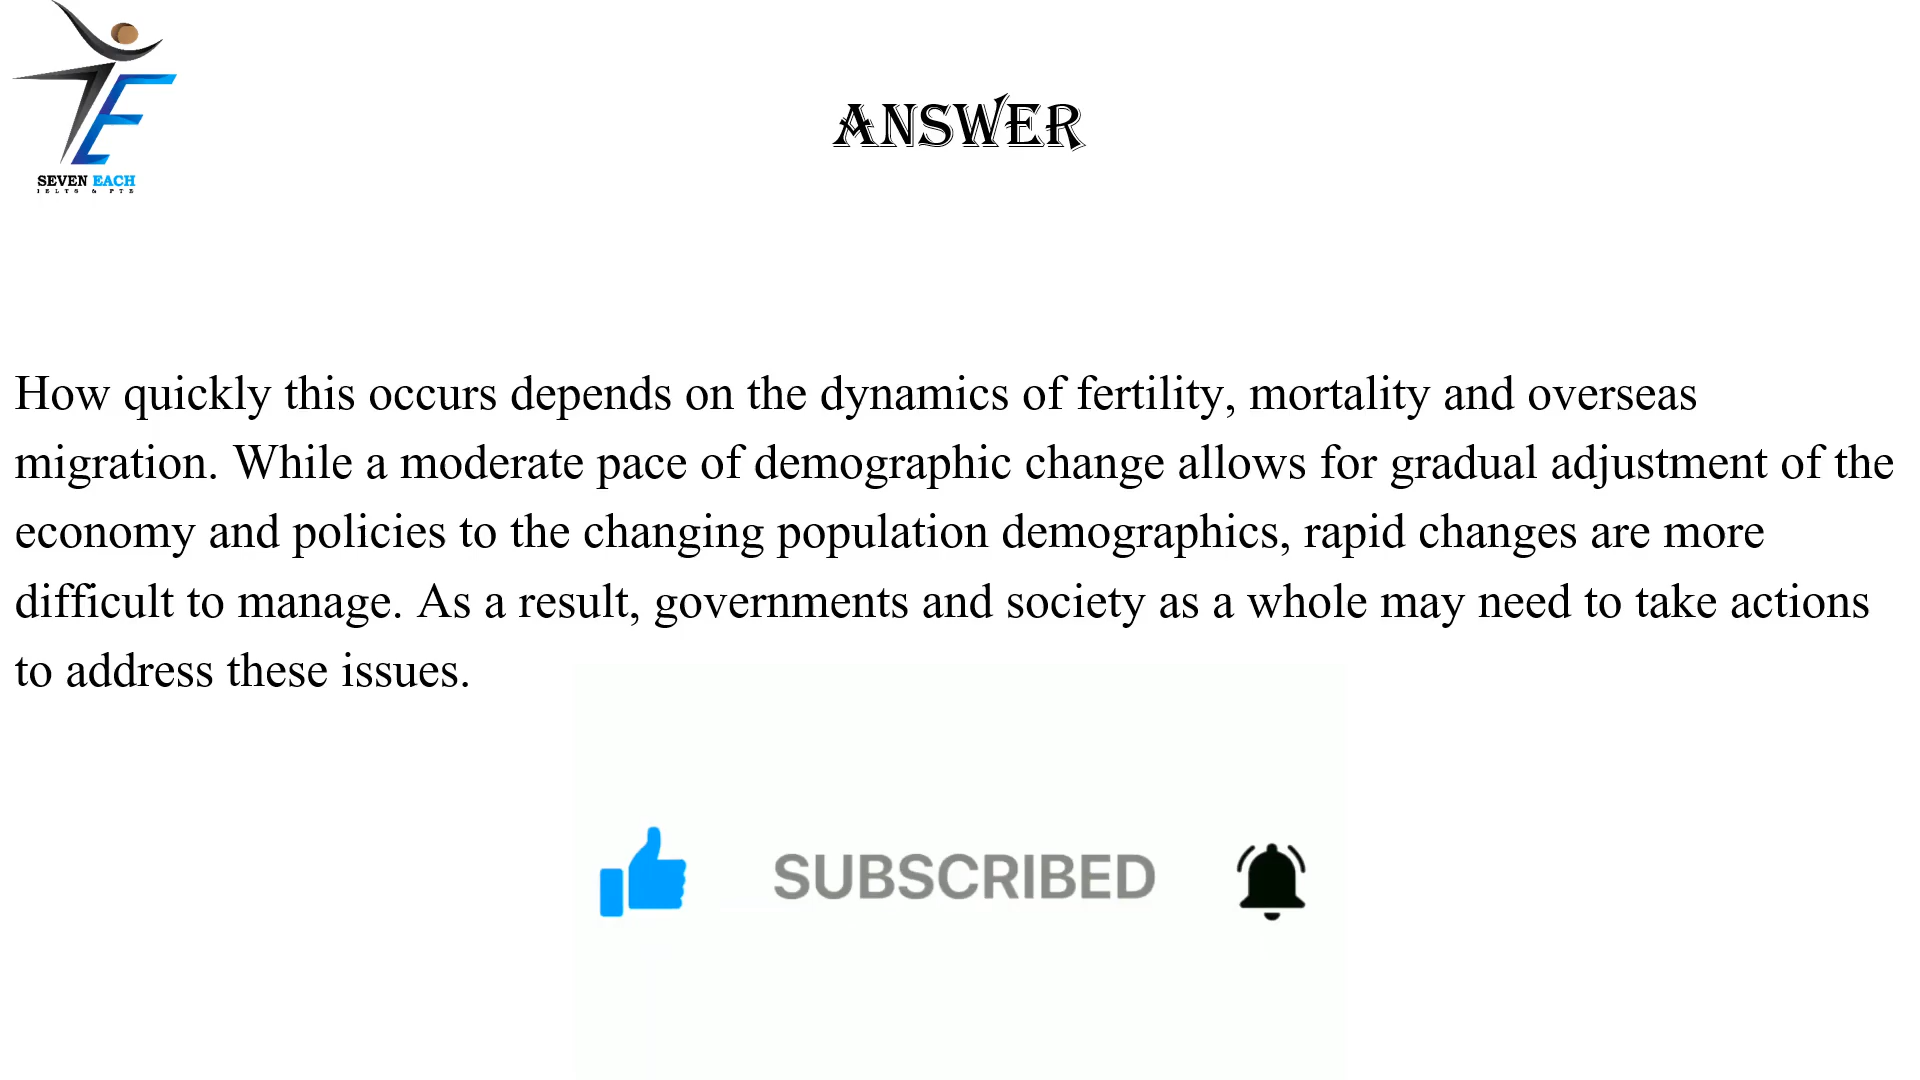 SEVEN EACH
IELTS & PTE
ANSWER
How quickly this occurs depends on the dynamics of fertility, mortality and overseas
migration. While a moderate pace of demographic change allows for gradual adjustment of the
economy and policies to the changing population demographics, rapid changes are more
difficult to manage. As a result, governments and society as a whole may need to take actions
to address these issues.
SUBSCRIBED